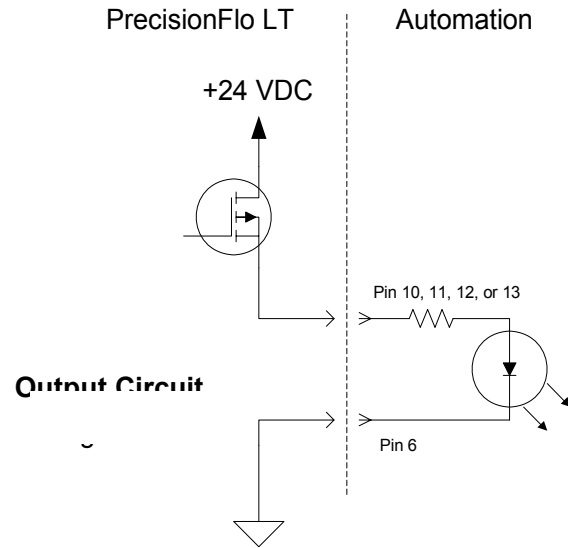 PrecisionFlo LT
Automation
+24 VDC
Pin 10, 11, 12, or 13
Output Circuit
Pin 6